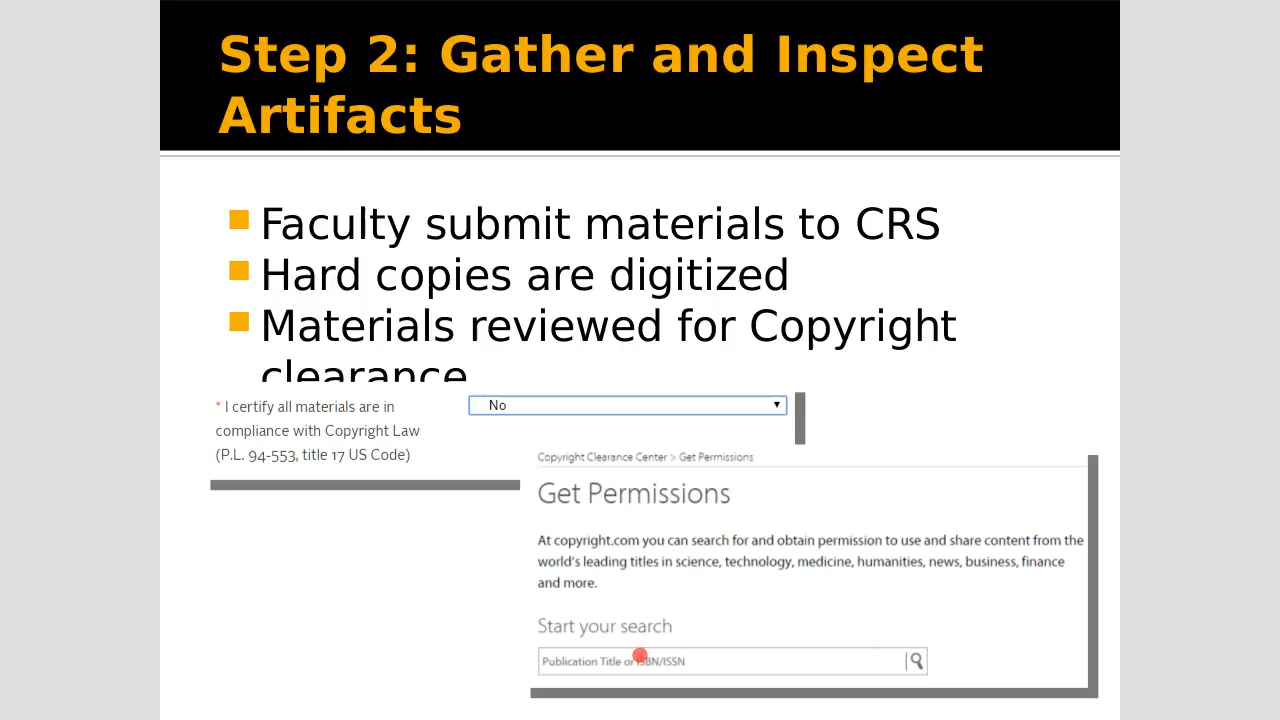 Step 2: Gather and Inspect
Artifacts
Faculty submit materials to CRS
Hard copies are digitized
Materials reviewed for Copyright
clearance
* I certify all materials are in
compliance with Copyright Law
(P.L. 94-553, title 17 US Code)
No
Copyright Clearance Center > Get Permissions
Get Permissions
At copyright.com you can search for and obtain permission to use and share content from the
world's leading titles in science, technology, medicine, humanities, news, business, finance
and more.
Start your search
Publication Title or ISBN/ISSN